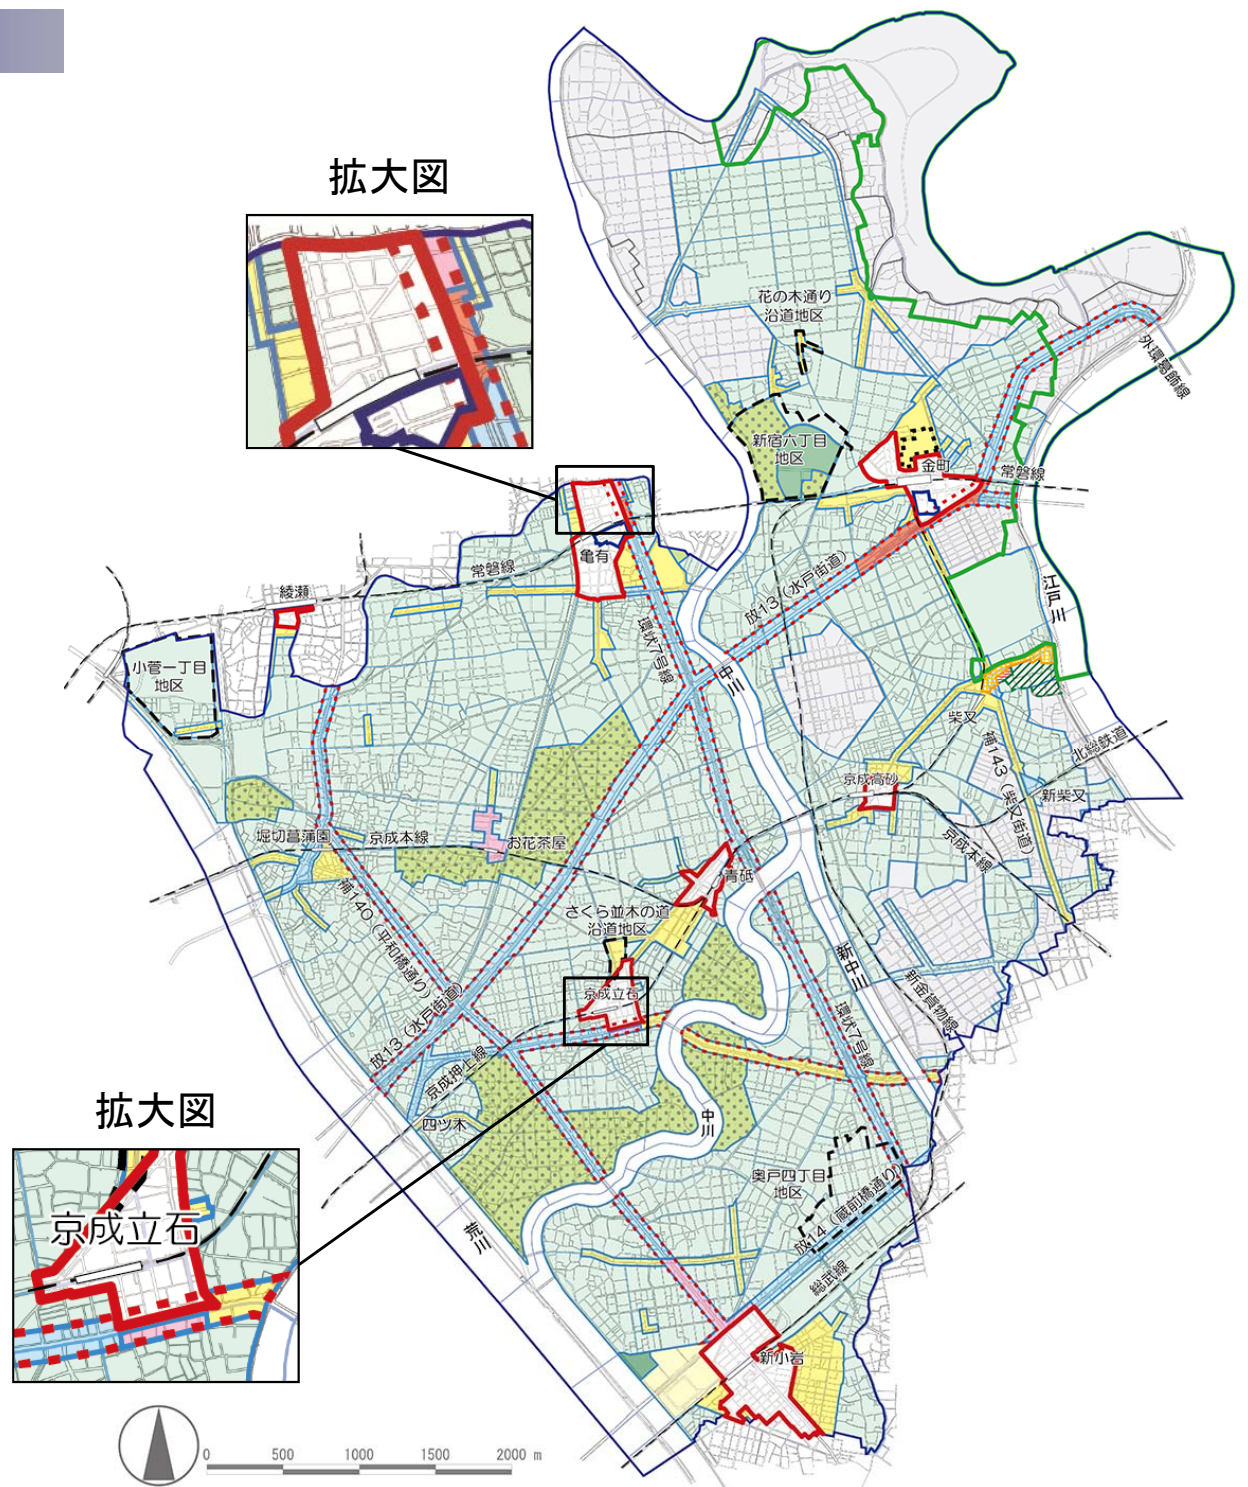 拡大図
花の木通り
沿道地区
外環葛飾線
新宿六丁目
地区
金町
常磐線
亀有
常磐線
綾瀬
放13（水戸街道）
江戸川
環状7号線
中川
小菅一丁目
地区
柴又
補143（柴又街道）
北総鉄道
京成高砂
新柴又
堀切菖蒲園
京成本線
お花茶屋
京成本線
青砥
補140（平和橋通り）
さくら並木の道
沿道地区
新中川
京成立石
新金貨物線
放13（水戸街道）
環状7号線
京成押上線
拡大図
四ツ木
中川
奥戸四丁目
地区
京成立石
荒川
放14（蔵前橋通り）
総武線
新小岩
0 500 1000 1500 2000 m